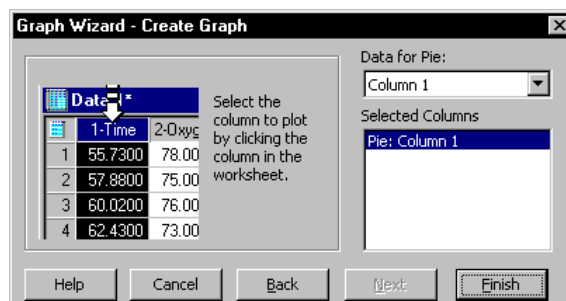 Graph Wizard - Create Graph
Data for Pie:
Column 1
Selected Columns
Pie: Column 1
Select the
column to plot
by clicking the
column in the
worksheet.
1-Time 2-Oxyg
1 55.7300 78.00
2 57.8800 75.00
3 60.0200 76.00
4 62.4300 73.00
Help Cancel Back Next Finish